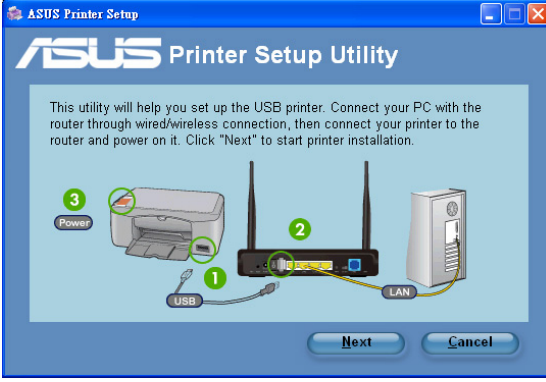 ASUS Printer Setup
ASUS Printer Setup Utility
This utility will help you set up the USB printer. Connect your PC with the
router through wired/wireless connection, then connect your printer to the
router and power on it. Click "Next" to start printer installation.
3
Power
2
1
USB
LAN
Next
Cancel